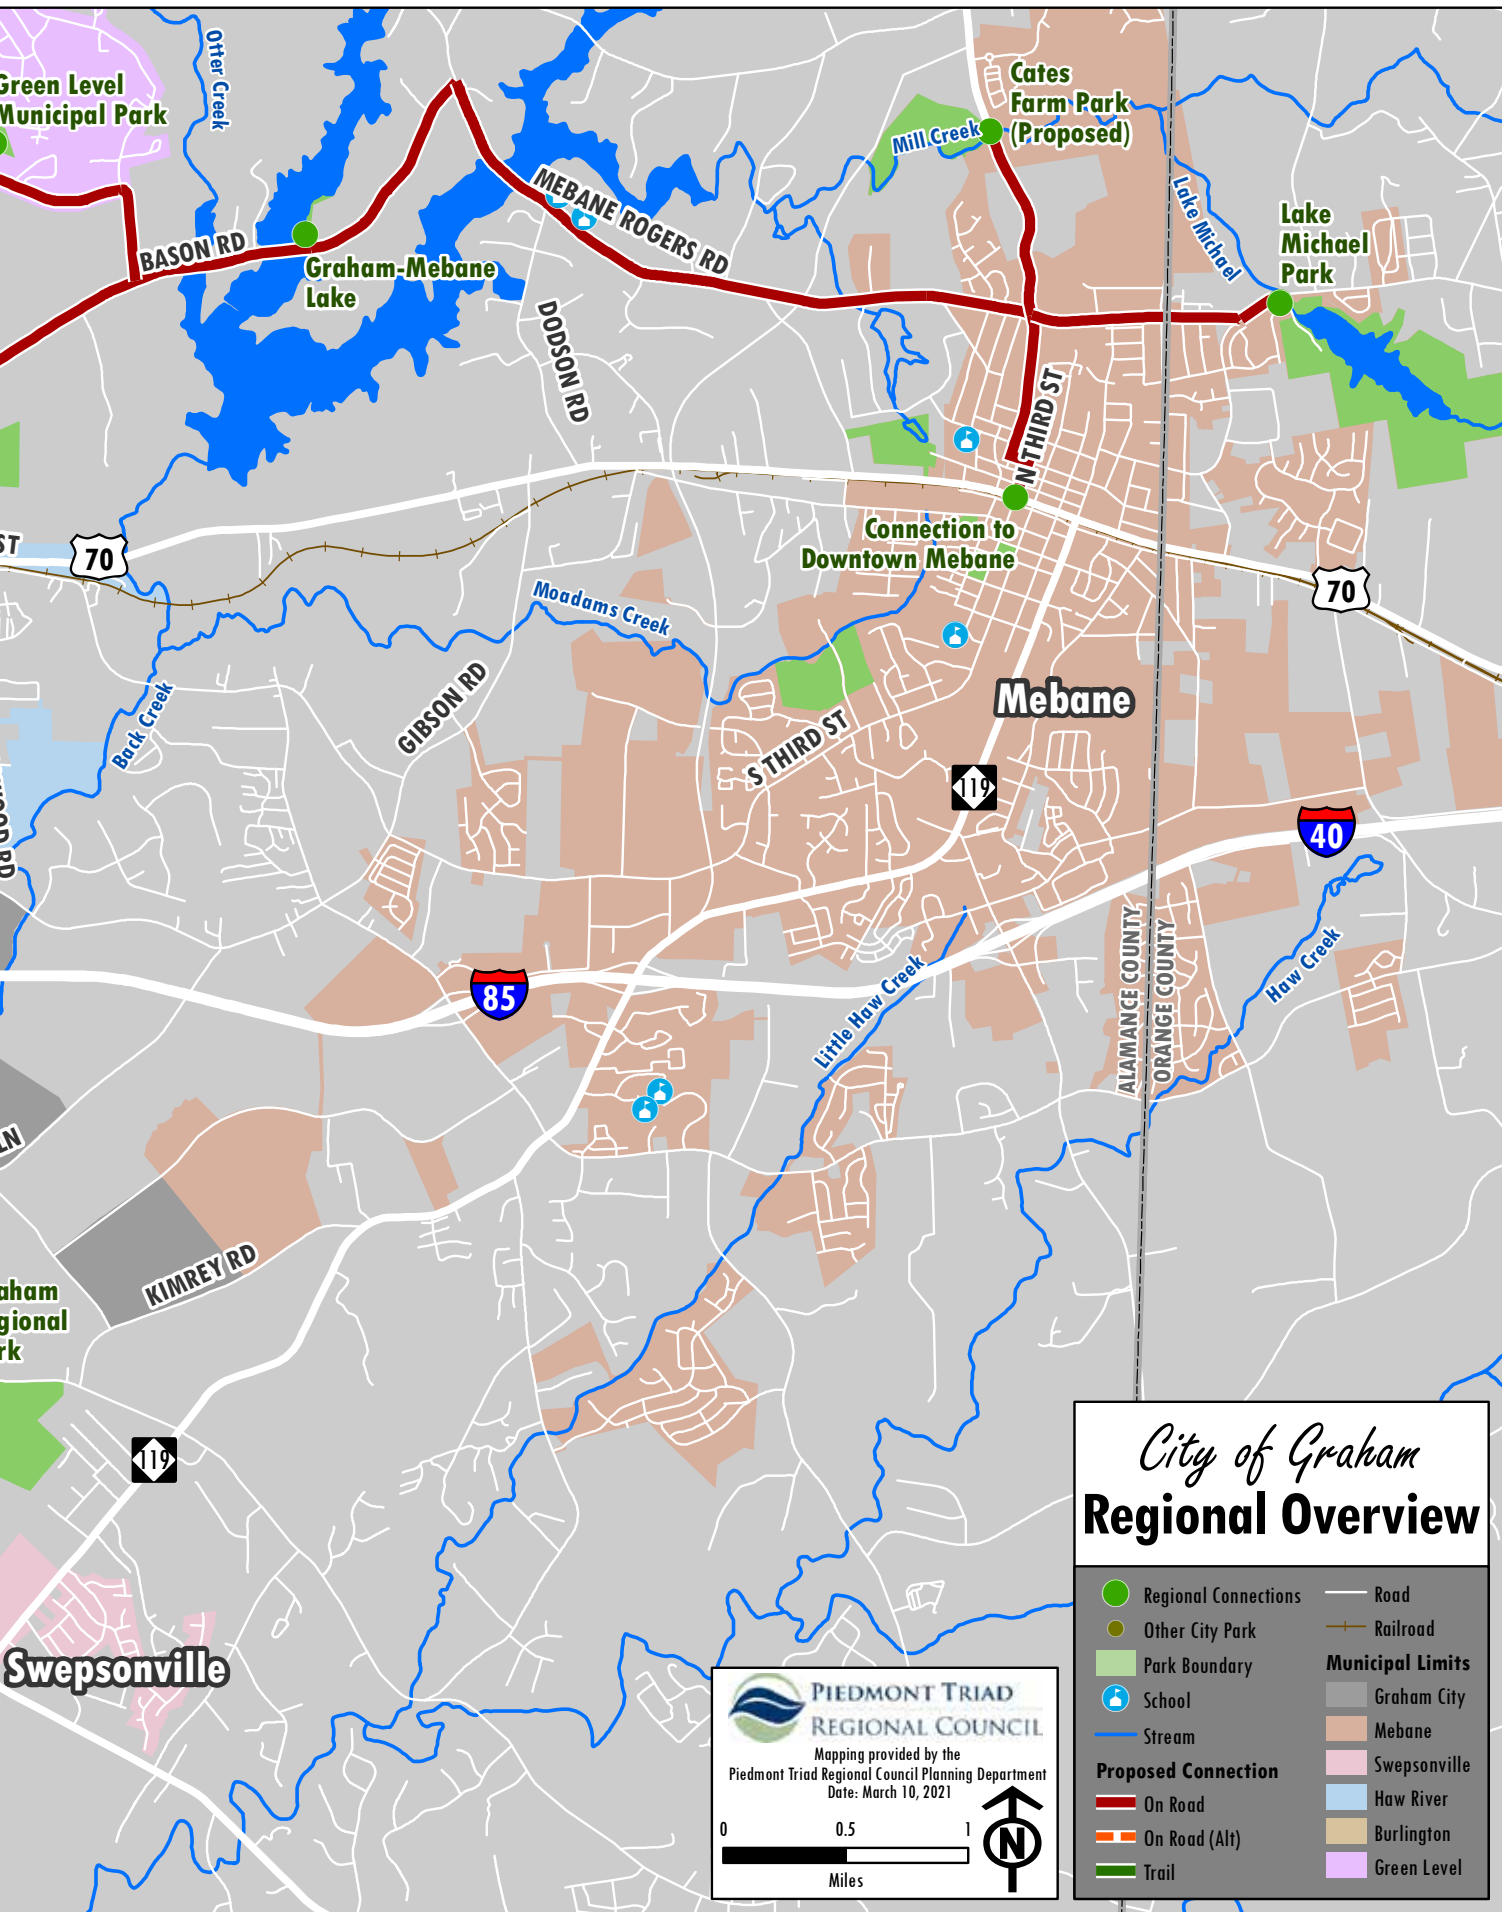 Otter Creek
Green Level
Municipal Park
Cates
Farm Park
(Proposed)
Mill Creek
MEBANE ROGERS RD
Lake Michael
Lake
Michael
Park
BASON RD
Graham-Mebane
Lake
DODSON RD
N THIRD ST
ST
70
Connection to
Downtown Mebane
70
Moadams Creek
GIBSON RD
Back Creek
Mebane
S THIRD ST
119
40
RD
85
Little Haw Creek
ALAMANCE COUNTY
ORANGE COUNTY
Haw Creek
LN
KIMREY RD
aham
gional
rk
119
Swepsonville
City of Graham
Regional Overview
Regional Connections
Other City Park
Park Boundary
School
Stream
Proposed Connection
On Road
On Road (Alt)
Trail
Road
Railroad
Municipal Limits
Graham City
Mebane
Swepsonville
Haw River
Burlington
Green Level
PIEDMONT TRIAD
REGIONAL COUNCIL
Mapping provided by the
Piedmont Triad Regional Council Planning Department
Date: March 10, 2021
0 0.5 1
Miles
N